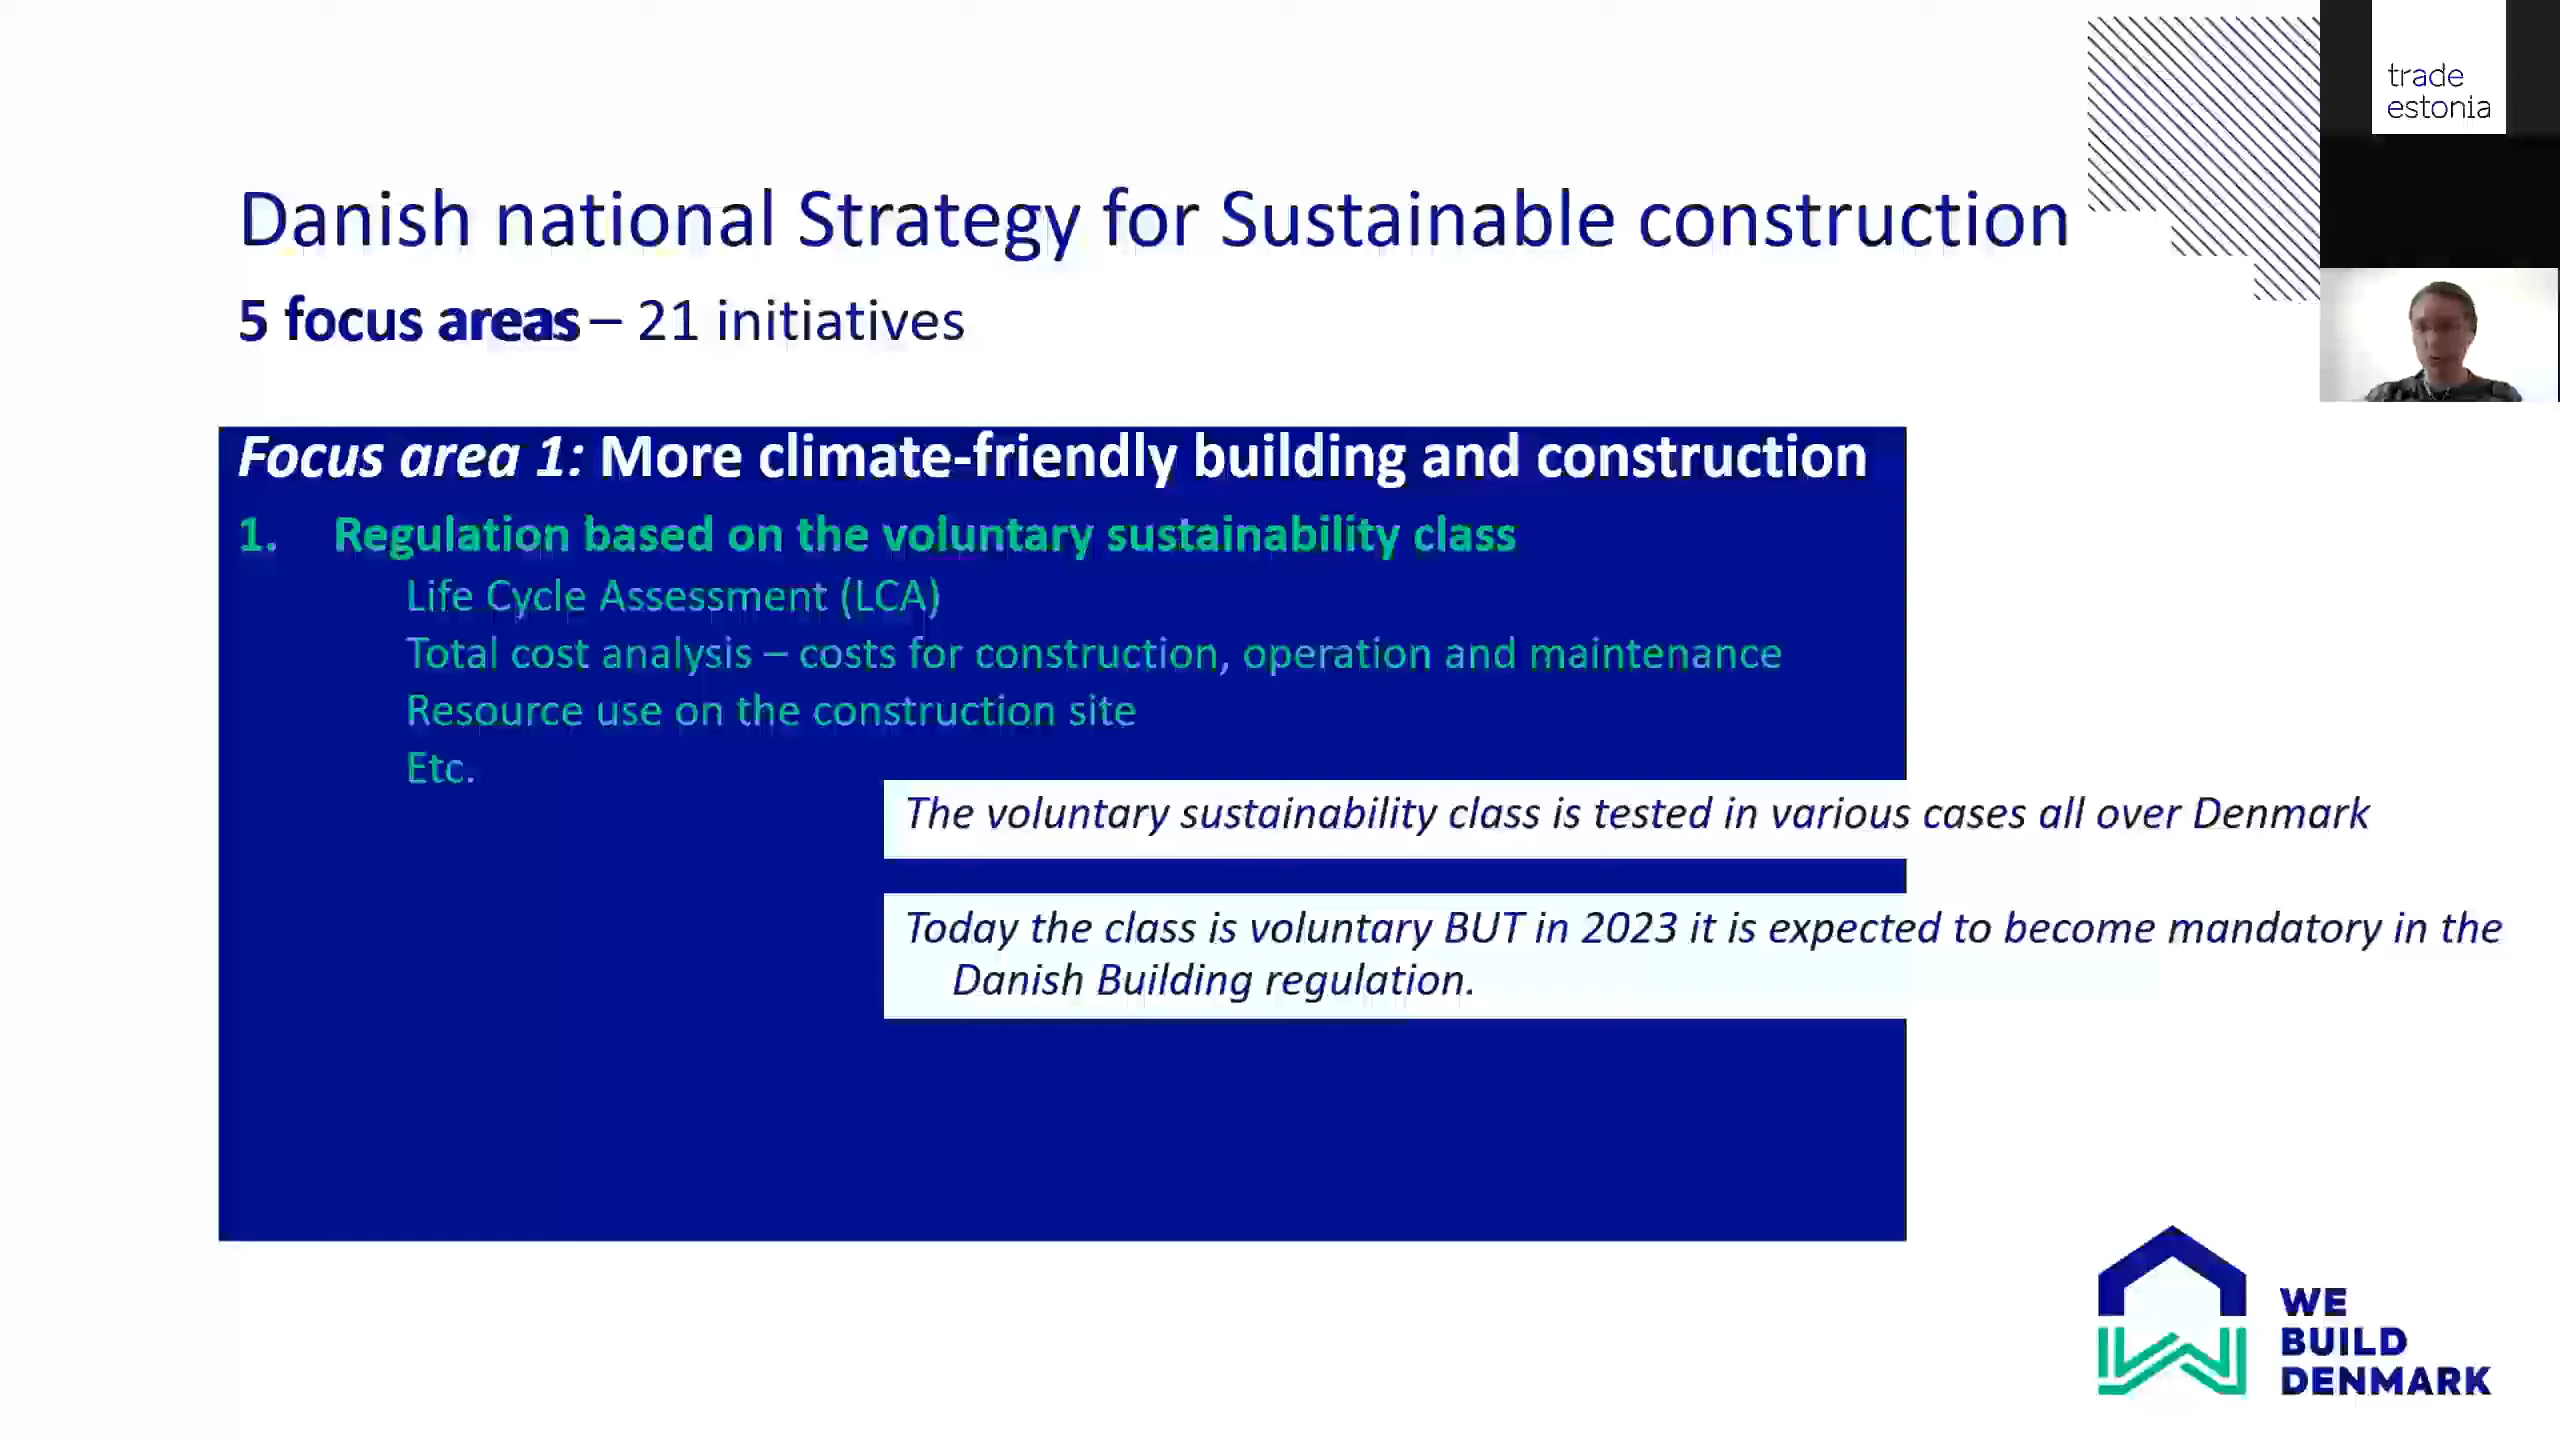 trade
estonia
Danish national Strategy for Sustainable construction
5 focus areas – 21 initiatives
Focus area 1: More climate-friendly building and construction
1. Regulation based on the voluntary sustainability class
Life Cycle Assessment (LCA)
Total cost analysis – costs for construction, operation and maintenance
Resource use on the construction site
Etc.
The voluntary sustainability class is tested in various cases all over Denmark
Today the class is voluntary BUT in 2023 it is expected to become mandatory in the
Danish Building regulation.
WE
BUILD
DENMARK